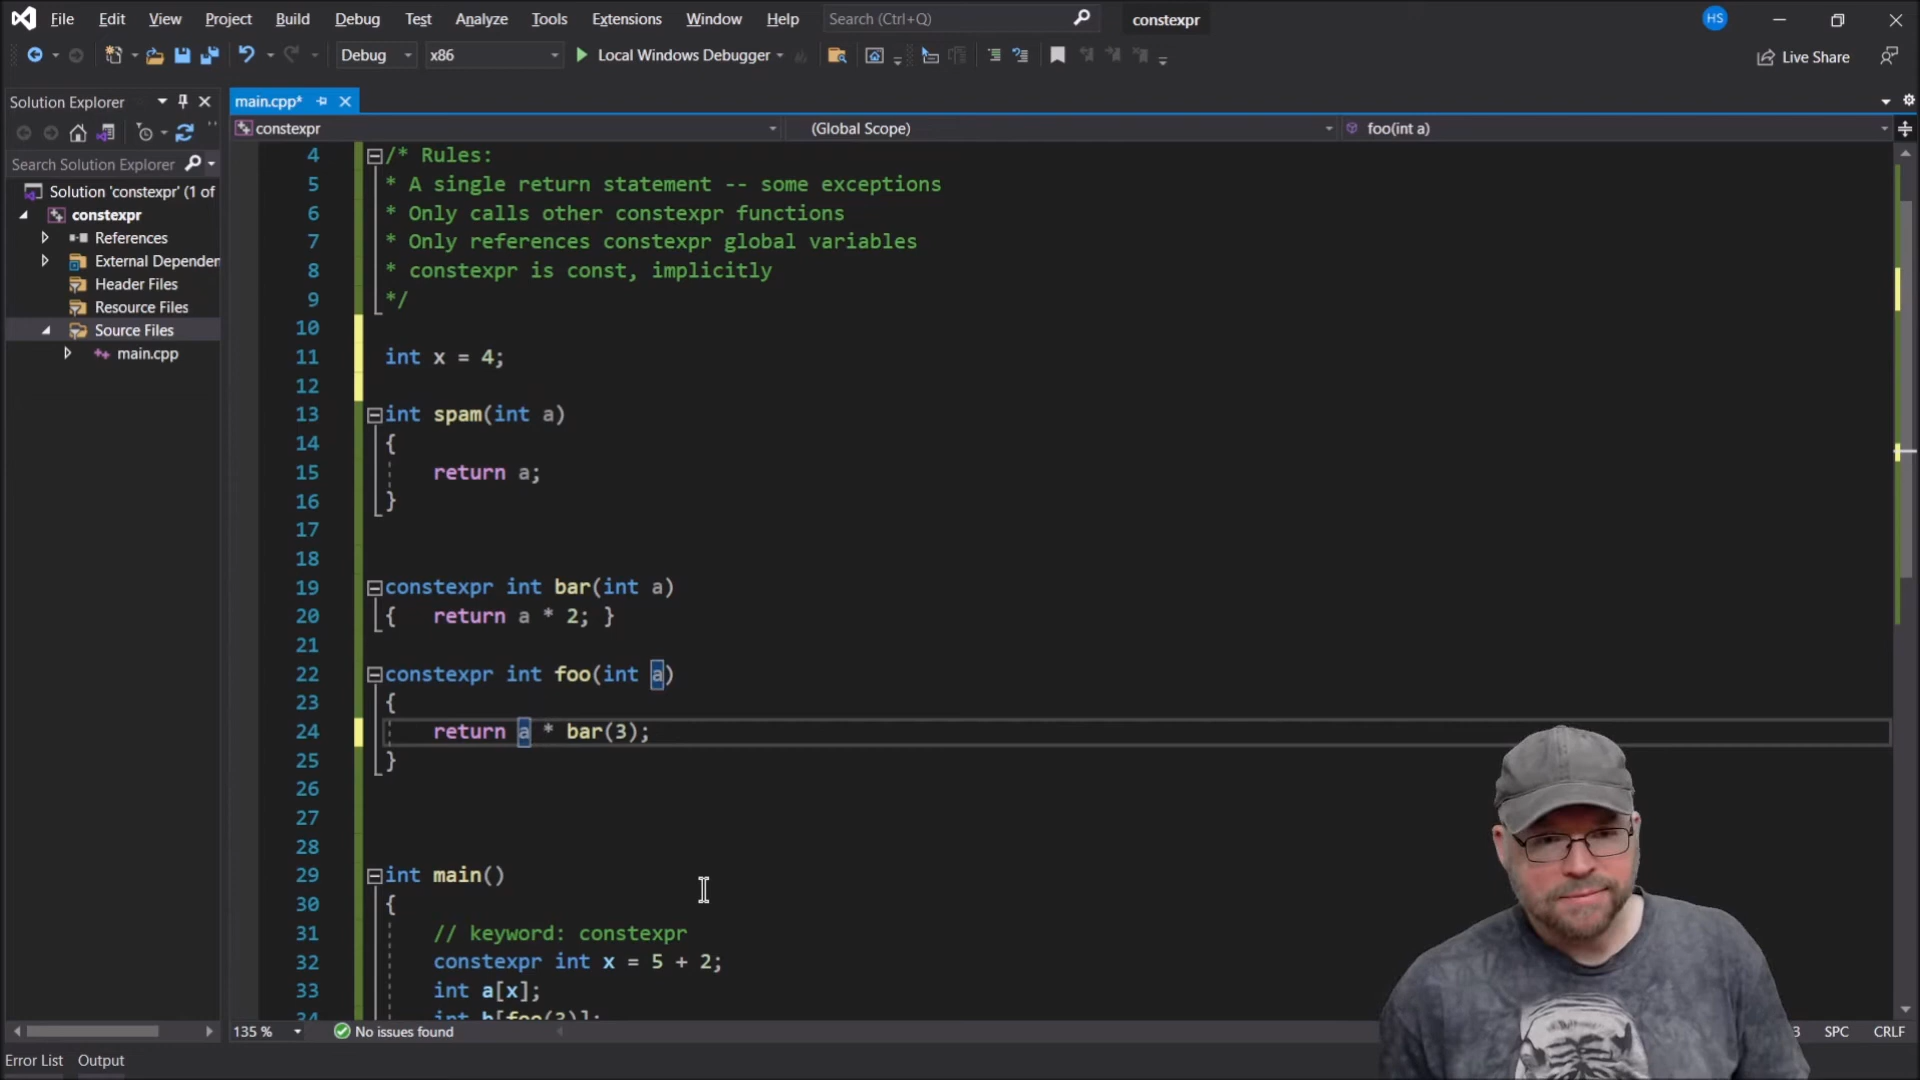 File Edit View Project Build Debug Test Analyze Tools Extensions Window Help Search (Ctrl+Q) constexpr HS
Debug x86 Local Windows Debugger Live Share
Solution Explorer main.cpp*
constexpr (Global Scope) foo(int a)
Search Solution Explorer
Solution 'constexpr' (1 of
constexpr
References
External Depender
Header Files
Resource Files
Source Files
main.cpp
4 /* Rules:
5 * A single return statement -- some exceptions
6 * Only calls other constexpr functions
7 * Only references constexpr global variables
8 * constexpr is const, implicitly
9 */
10
11 int x = 4;
12
13 int spam(int a)
14 {
15 return a;
16 }
17
18
19 constexpr int bar(int a)
20 { return a * 2; }
21
22 constexpr int foo(int a)
23 {
24 return a * bar(3);
25 }
26
27
28
29 int main()
30 {
31 // keyword: constexpr
32 constexpr int x = 5 + 2;
33 int a[x];
34 int b[foo(3)];
135 % No issues found SPC CRLF
Error List Output